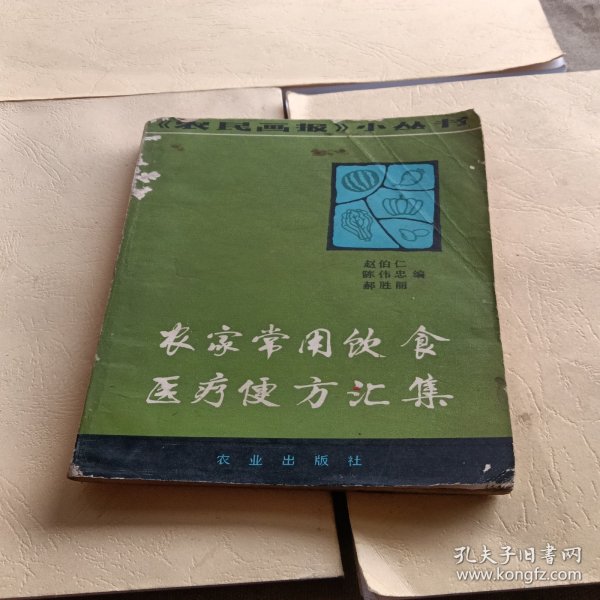 《农民画报》小丛书
赵伯仁
陈伟忠 编
郝胜丽
农家常用饮食
医疗便方汇集
农业出版社
孔夫子旧书网
www.kongfz.com